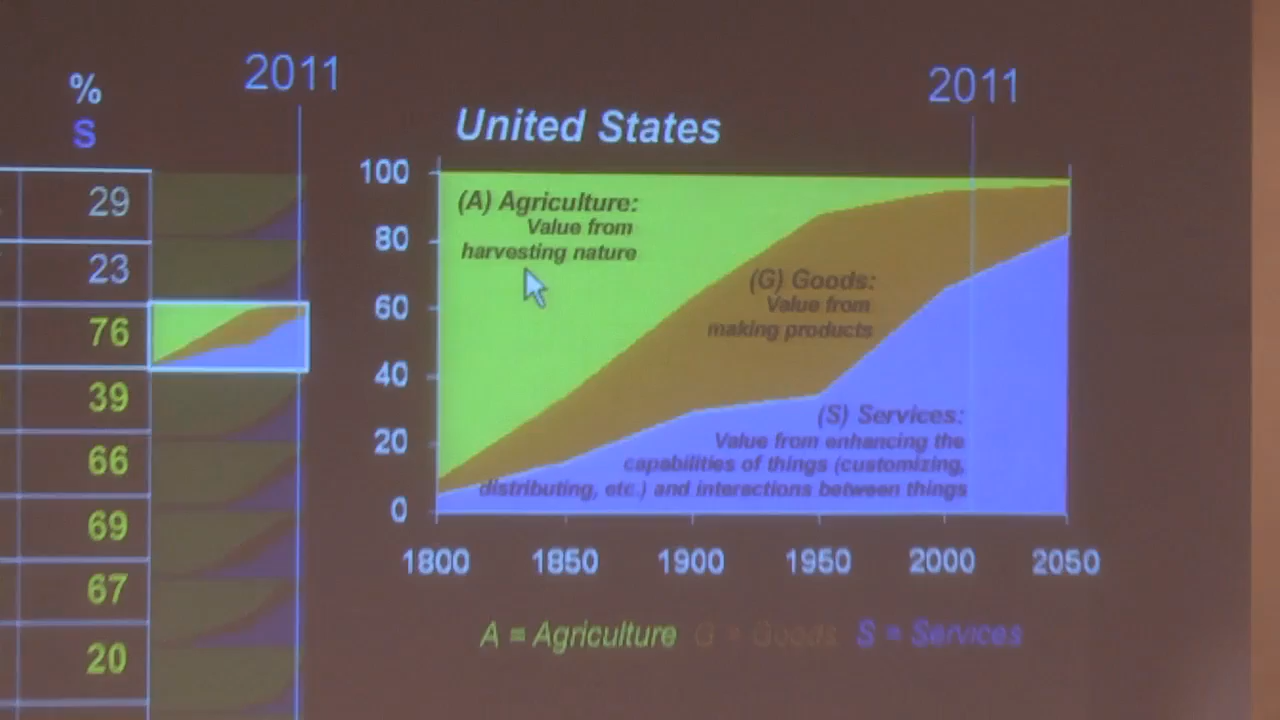 %
S
2011
29
23
76
39
66
69
67
20
United States
2011
100
80
60
40
20
0
(A) Agriculture:
Value from
harvesting nature
(G) Goods:
Value from
making products
(S) Services:
Value from enhancing the
capabilities of things (customizing,
distributing, etc.) and interactions between things
1800 1850 1900 1950 2000 2050
A = Agriculture G = Goods S = Services